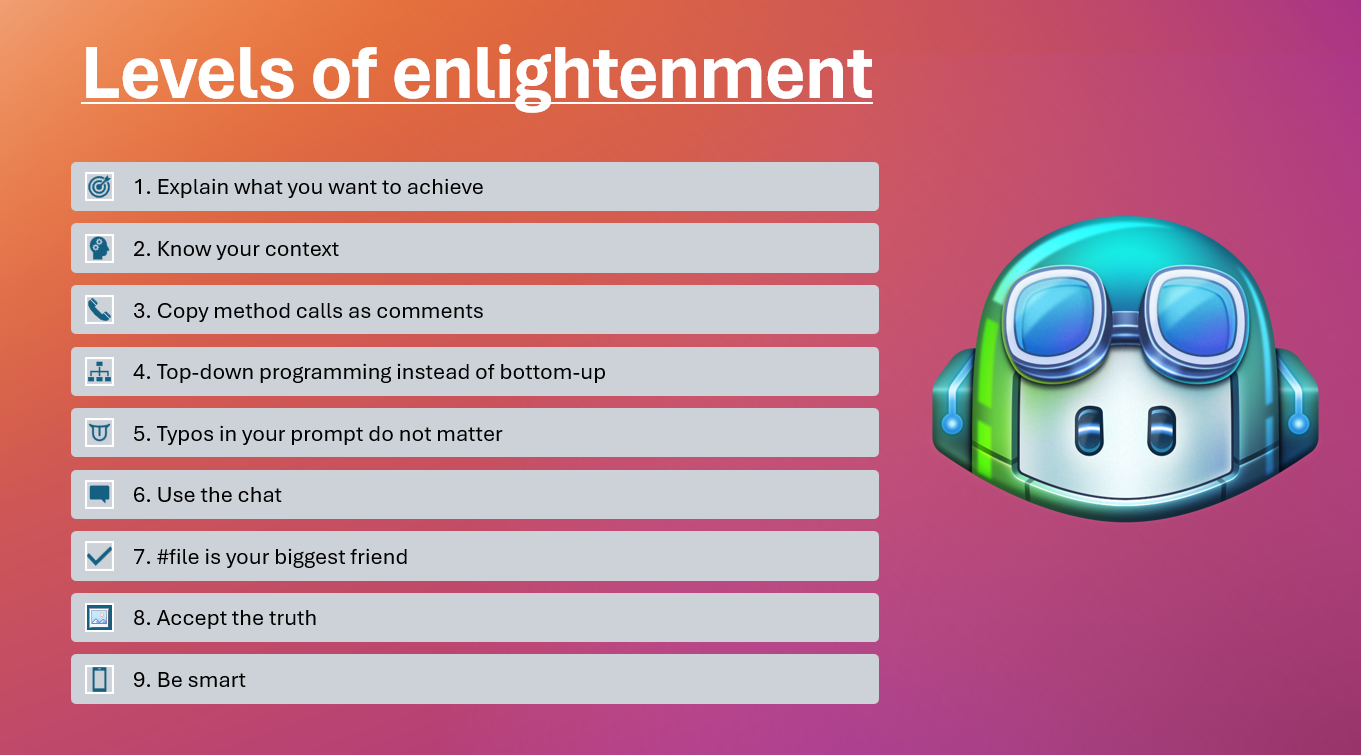 Levels of enlightenment
1. Explain what you want to achieve
2. Know your context
3. Copy method calls as comments
4. Top-down programming instead of bottom-up
5. Typos in your prompt do not matter
6. Use the chat
7. #file is your biggest friend
8. Accept the truth
9. Be smart